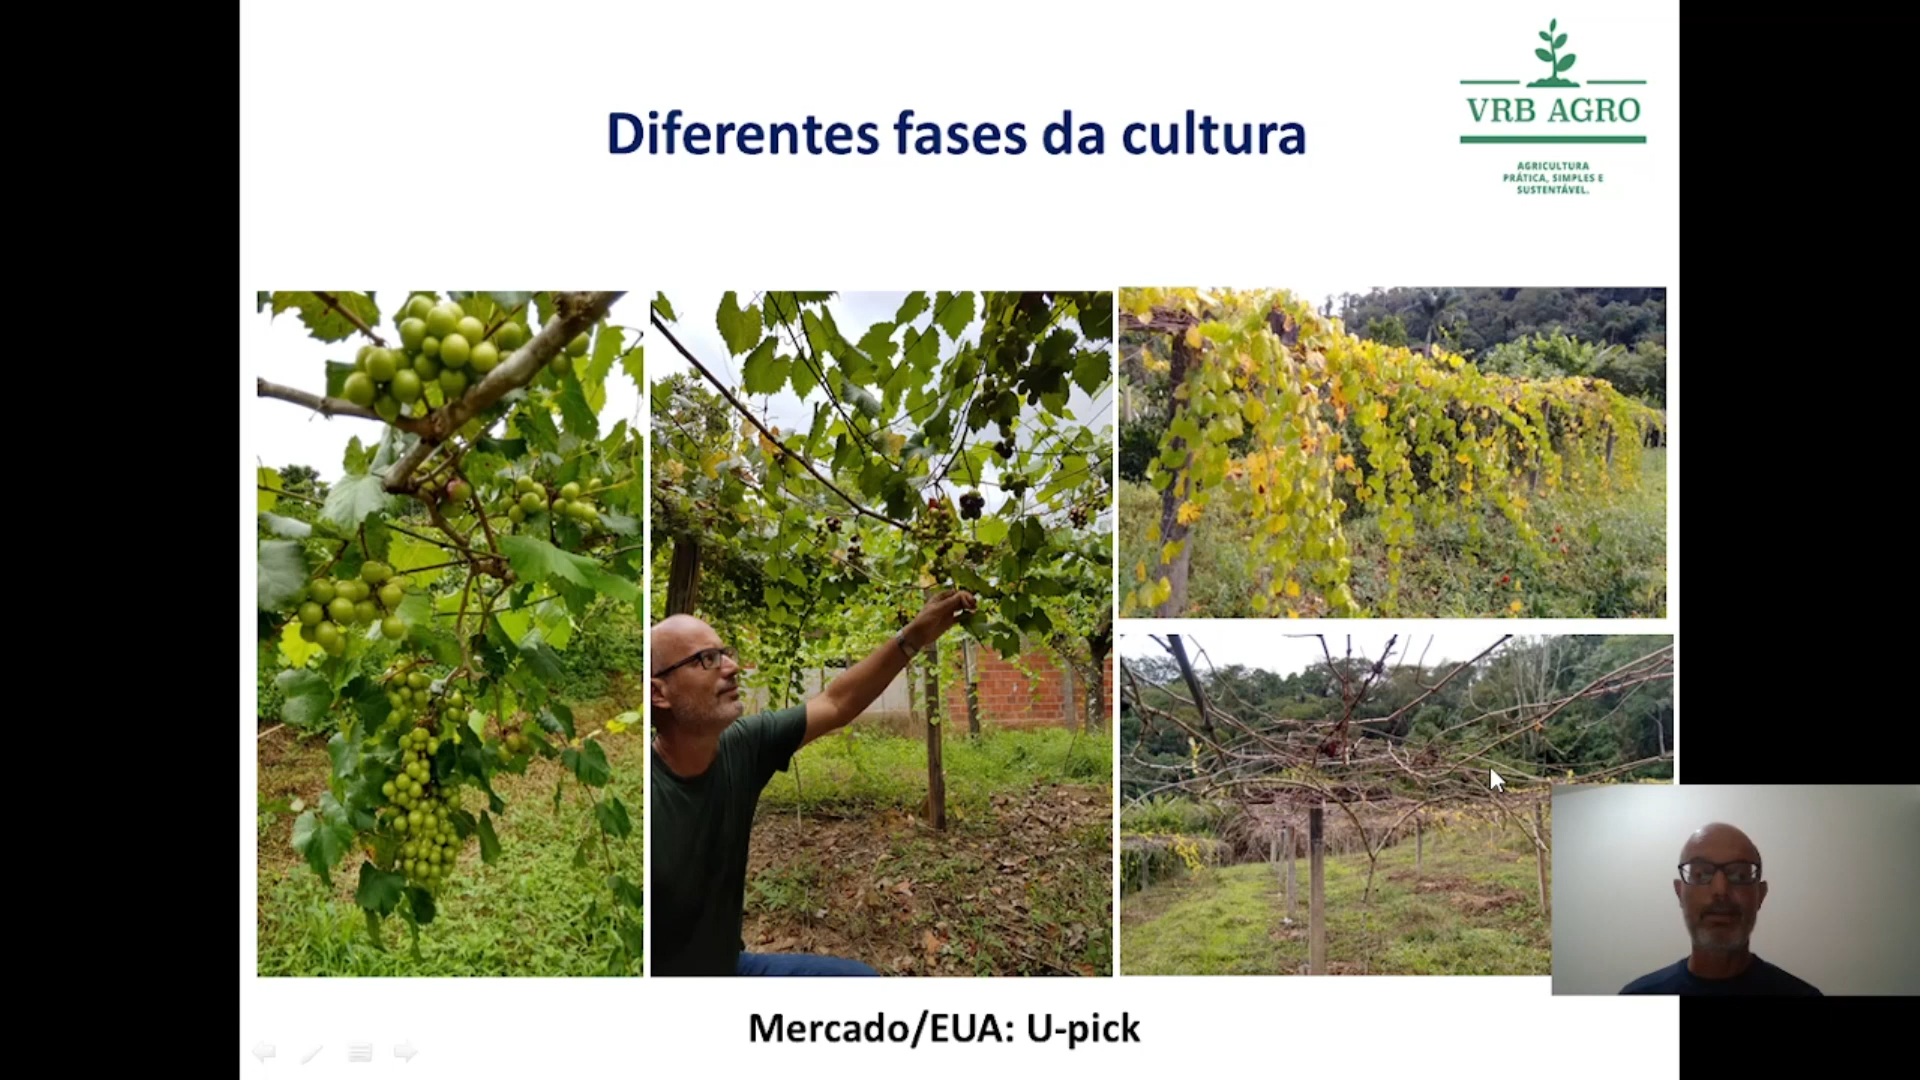 Diferentes fases da cultura
VRB AGRO
AGRICULTURA
PRÁTICA, SIMPLES E
SUSTENTÁVEL.
Mercado/EUA: U-pick